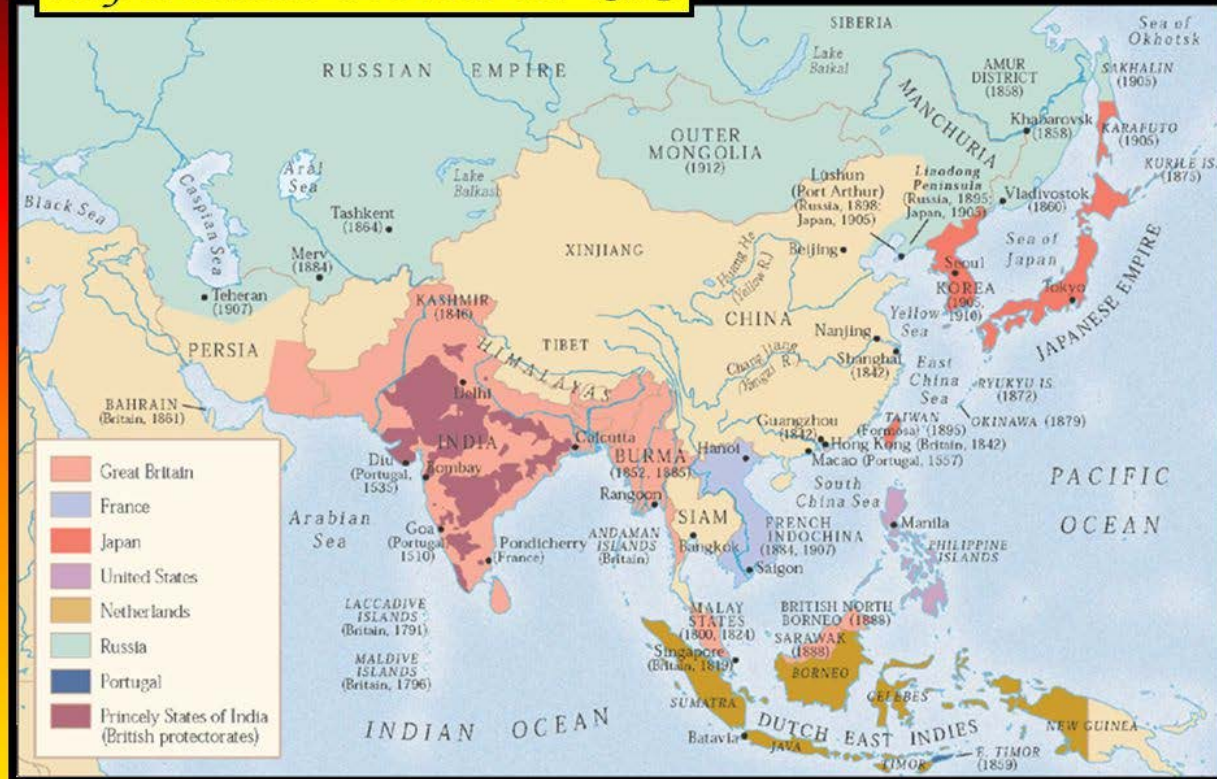 SIBERIA
Sea of
Okhotsk
Lake
Baikal
RUSSIAN EMPIRE
AMUR
DISTRICT
(1858)
SAKHALIN
(1905)
MANCHURIA
Khabarovsk
(1858)
KARAFUTO
(1905)
OUTER
MONGOLIA
(1912)
KURILE IS.
(1875)
Aral
Sea
Lake
Balkash
Caspian Sea
Black Sea
Lüshun
(Port Arthur)
(Russia, 1898;
Japan, 1905)
Liaodong
Peninsula
(Russia, 1895;
Japan, 1905)
Vladivostok
(1860)
Tashkent
(1864)
Merv
(1884)
XINJIANG
Beijing
Huang He
(Yellow R.)
Sea of
Japan
Seoul
KOREA
(1905,
1910)
Tokyo
JAPANESE EMPIRE
Teheran
(1907)
KASHMIR
(1846)
PERSIA
TIBET
HIMALAYAS
CHINA
Nanjing
Yellow
Sea
Shanghai
(1842)
Chang Jiang
(Yangzi R.)
East
China
Sea
RYUKYU IS.
(1872)
OKINAWA (1879)
BAHRAIN
(Britain, 1861)
Delhi
INDIA
Calcutta
BURMA
(1852, 1885)
Guangzhou
(1842)
TAIWAN
(Formosa) (1895)
Hong Kong (Britain, 1842)
Macao (Portugal, 1557)
Hanoi
Diu
(Portugal,
1535)
Bombay
Rangoon
South
China Sea
PACIFIC
OCEAN
Arabian
Sea
Goa
(Portugal,
1510)
Pondicherry
(France)
ANDAMAN
ISLANDS
(Britain)
SIAM
Bangkok
FRENCH
INDOCHINA
(1884, 1907)
Saigon
Manila
PHILIPPINE
ISLANDS
LACCADIVE
ISLANDS
(Britain, 1791)
MALDIVE
ISLANDS
(Britain, 1796)
MALAY
STATES
(1800, 1824)
Singapore
(Britain, 1819)
BRITISH NORTH
BORNEO (1888)
SARAWAK
(1888)
BORNEO
SUMATRA
CELEBES
NEW GUINEA
INDIAN OCEAN
DUTCH EAST INDIES
Batavia
JAVA
TIMOR
E. TIMOR
(1859)
Great Britain
France
Japan
United States
Netherlands
Russia
Portugal
Princely States of India
(British protectorates)